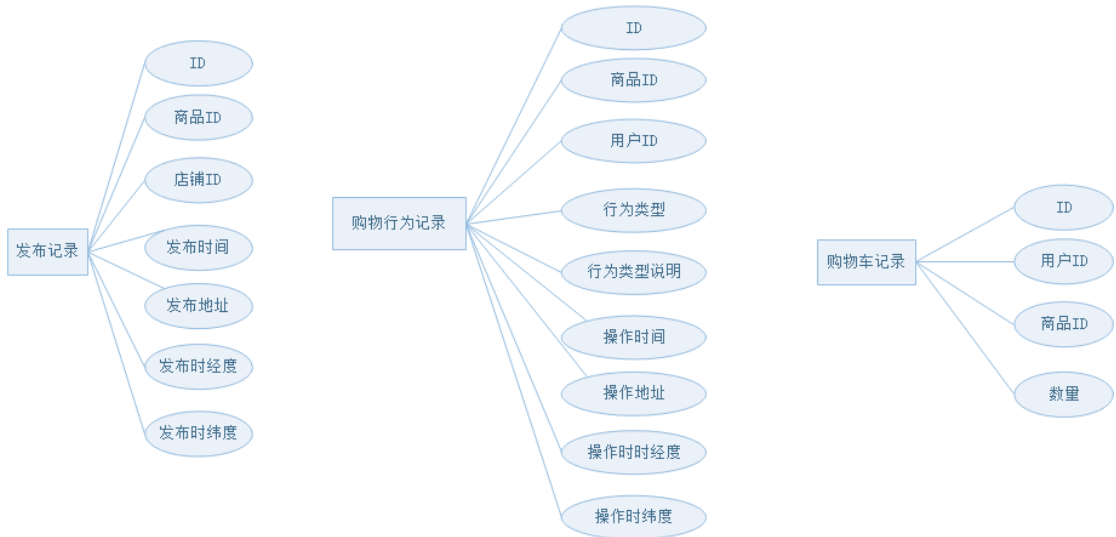 发布记录
ID
商品ID
店铺ID
发布时间
发布地址
发布时经度
发布时纬度
购物行为记录
ID
商品ID
用户ID
行为类型
行为类型说明
操作时间
操作地址
操作时时经度
操作时纬度
购物车记录
ID
用户ID
商品ID
数量